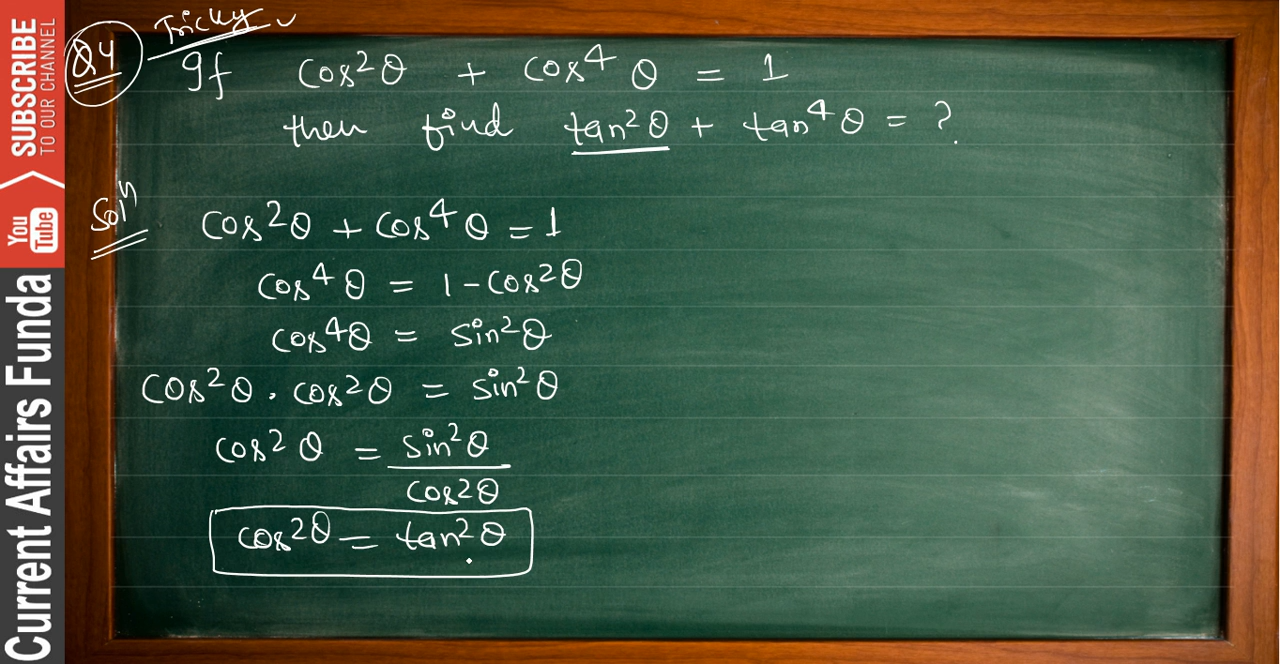 SUBSCRIBE
TO OUR CHANNEL
You
Tube
Current Affairs Funda
Q4 Tricky
If cos²θ + cos⁴θ = 1
then find tan²θ + tan⁴θ = ?
Solⁿ
cos²θ + cos⁴θ = 1
cos⁴θ = 1 - cos²θ
cos⁴θ = sin²θ
cos²θ . cos²θ = sin²θ
cos²θ = sin²θ / cos²θ
cos²θ = tan²θ